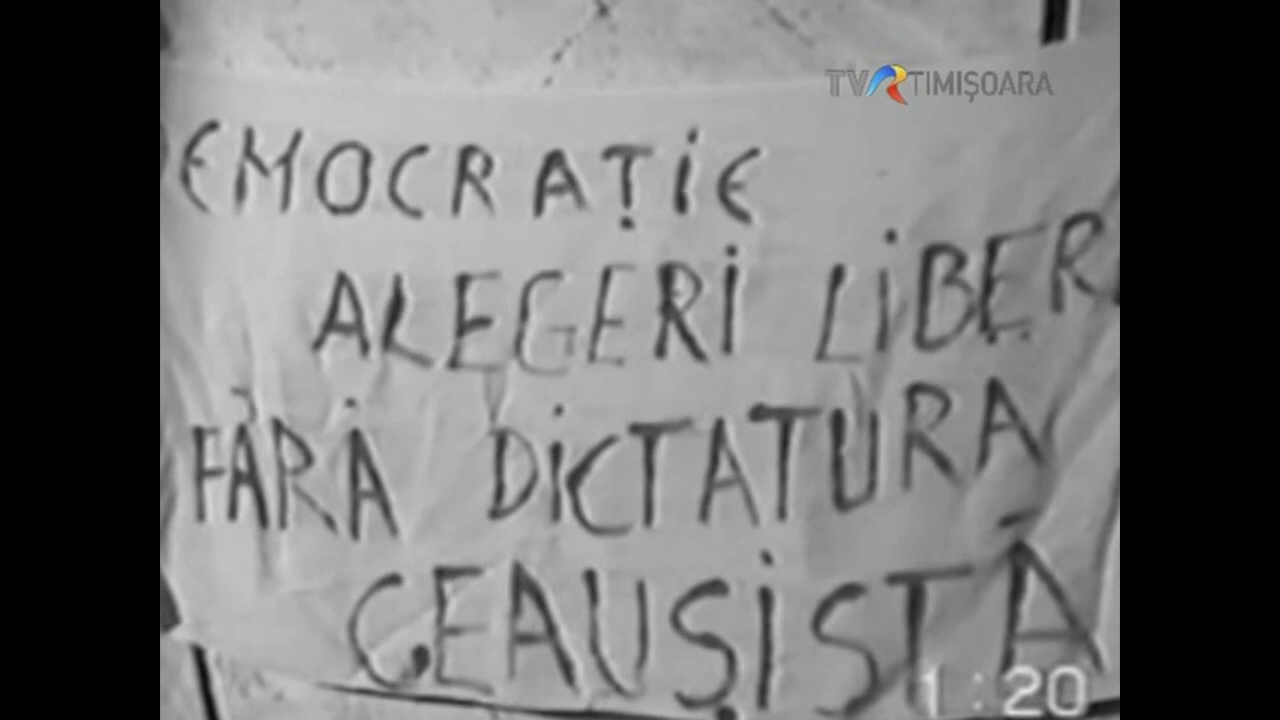 TVR TIMIȘOARA
EMOCRAȚIE
ALEGERI LIBER
FĂRĂ DICTATURA
CEAUȘISTĂ
1:20